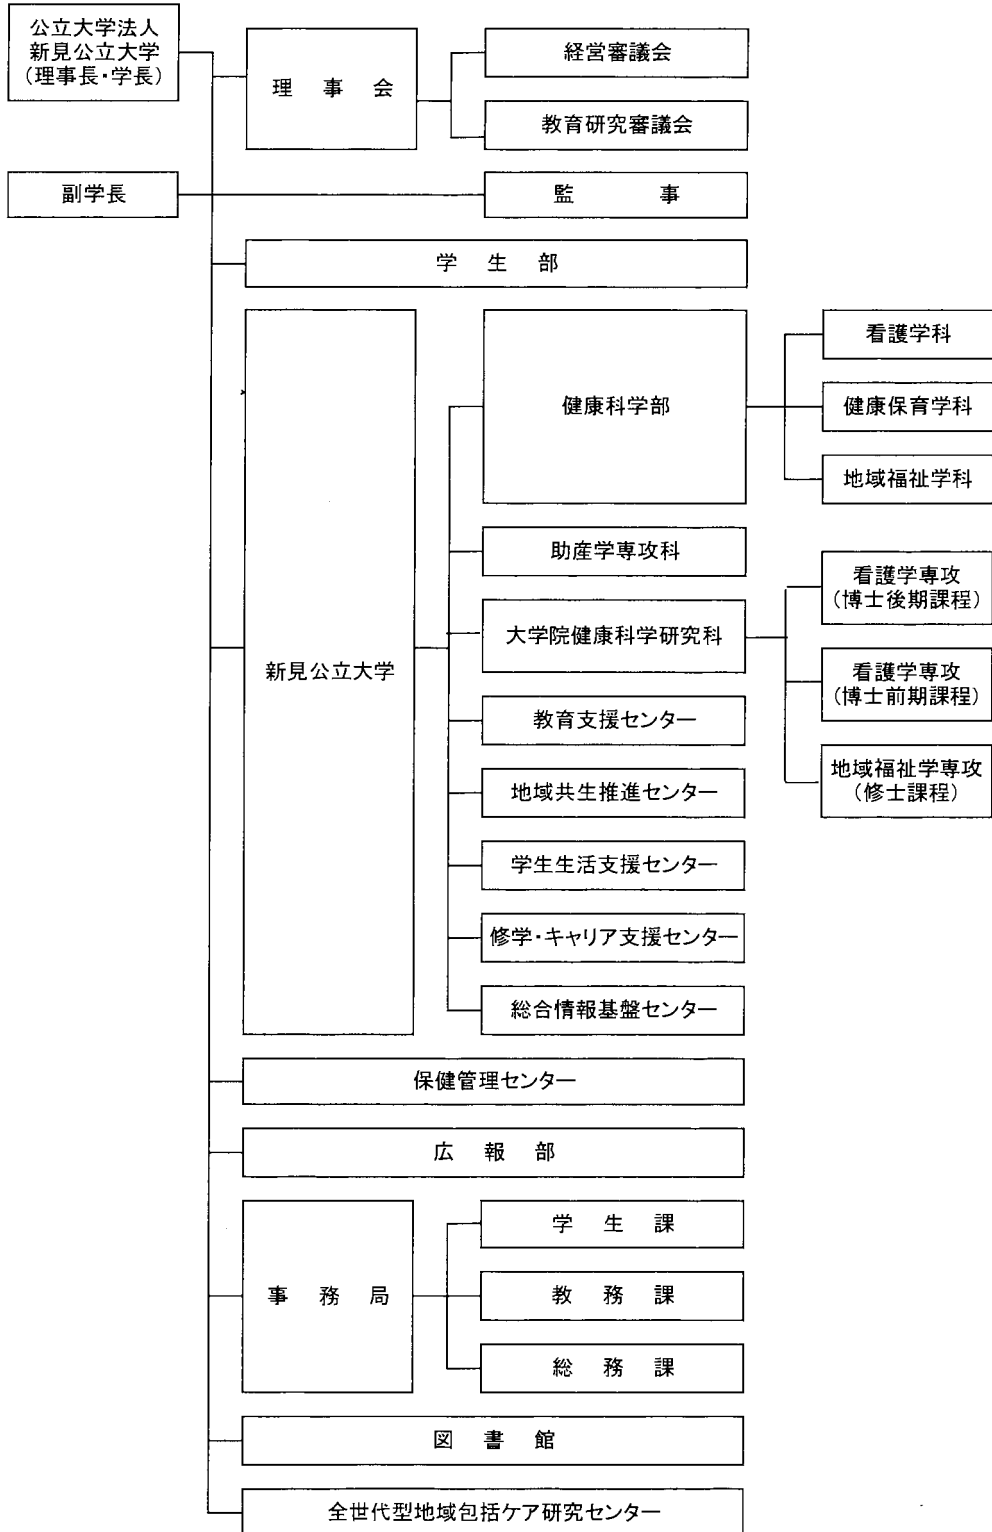 公立大学法人
新見公立大学
(理事長・学長)
理事会
経営審議会
教育研究審議会
副学長
監事
学生部
新見公立大学
健康科学部
看護学科
健康保育学科
地域福祉学科
助産学専攻科
大学院健康科学研究科
看護学専攻
(博士後期課程)
看護学専攻
(博士前期課程)
地域福祉学専攻
(修士課程)
教育支援センター
地域共生推進センター
学生生活支援センター
修学・キャリア支援センター
総合情報基盤センター
保健管理センター
広報部
事務局
学生課
教務課
総務課
図書館
全世代型地域包括ケア研究センター